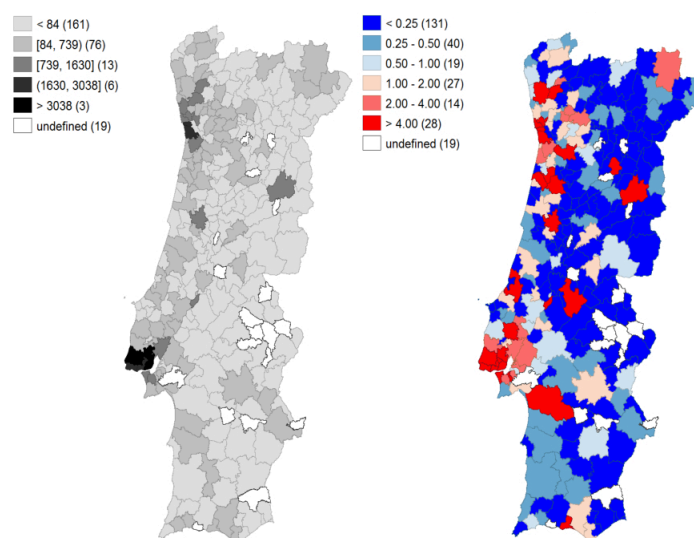 < 84 (161)
[84, 739) (76)
[739, 1630] (13)
(1630, 3038] (6)
> 3038 (3)
undefined (19)
< 0.25 (131)
0.25 - 0.50 (40)
0.50 - 1.00 (19)
1.00 - 2.00 (27)
2.00 - 4.00 (14)
> 4.00 (28)
undefined (19)